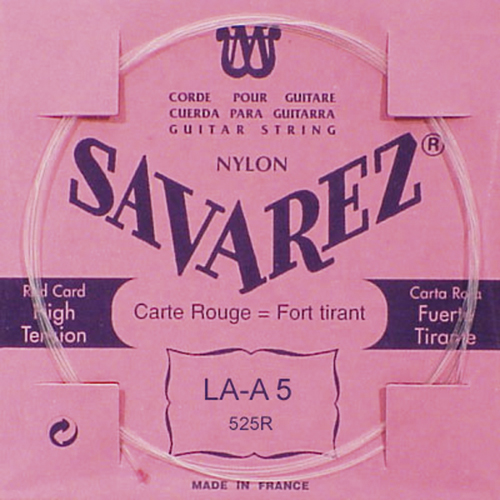 CORDE POUR GUITARE
CUERDA PARA GUITARRA
GUITAR STRING
NYLON
SAVAREZ®
Red Card
High
Tension
Carte Rouge = Fort tirant
Carta Roja
Fuerte
Tirante
LA-A 5
525R
MADE IN FRANCE